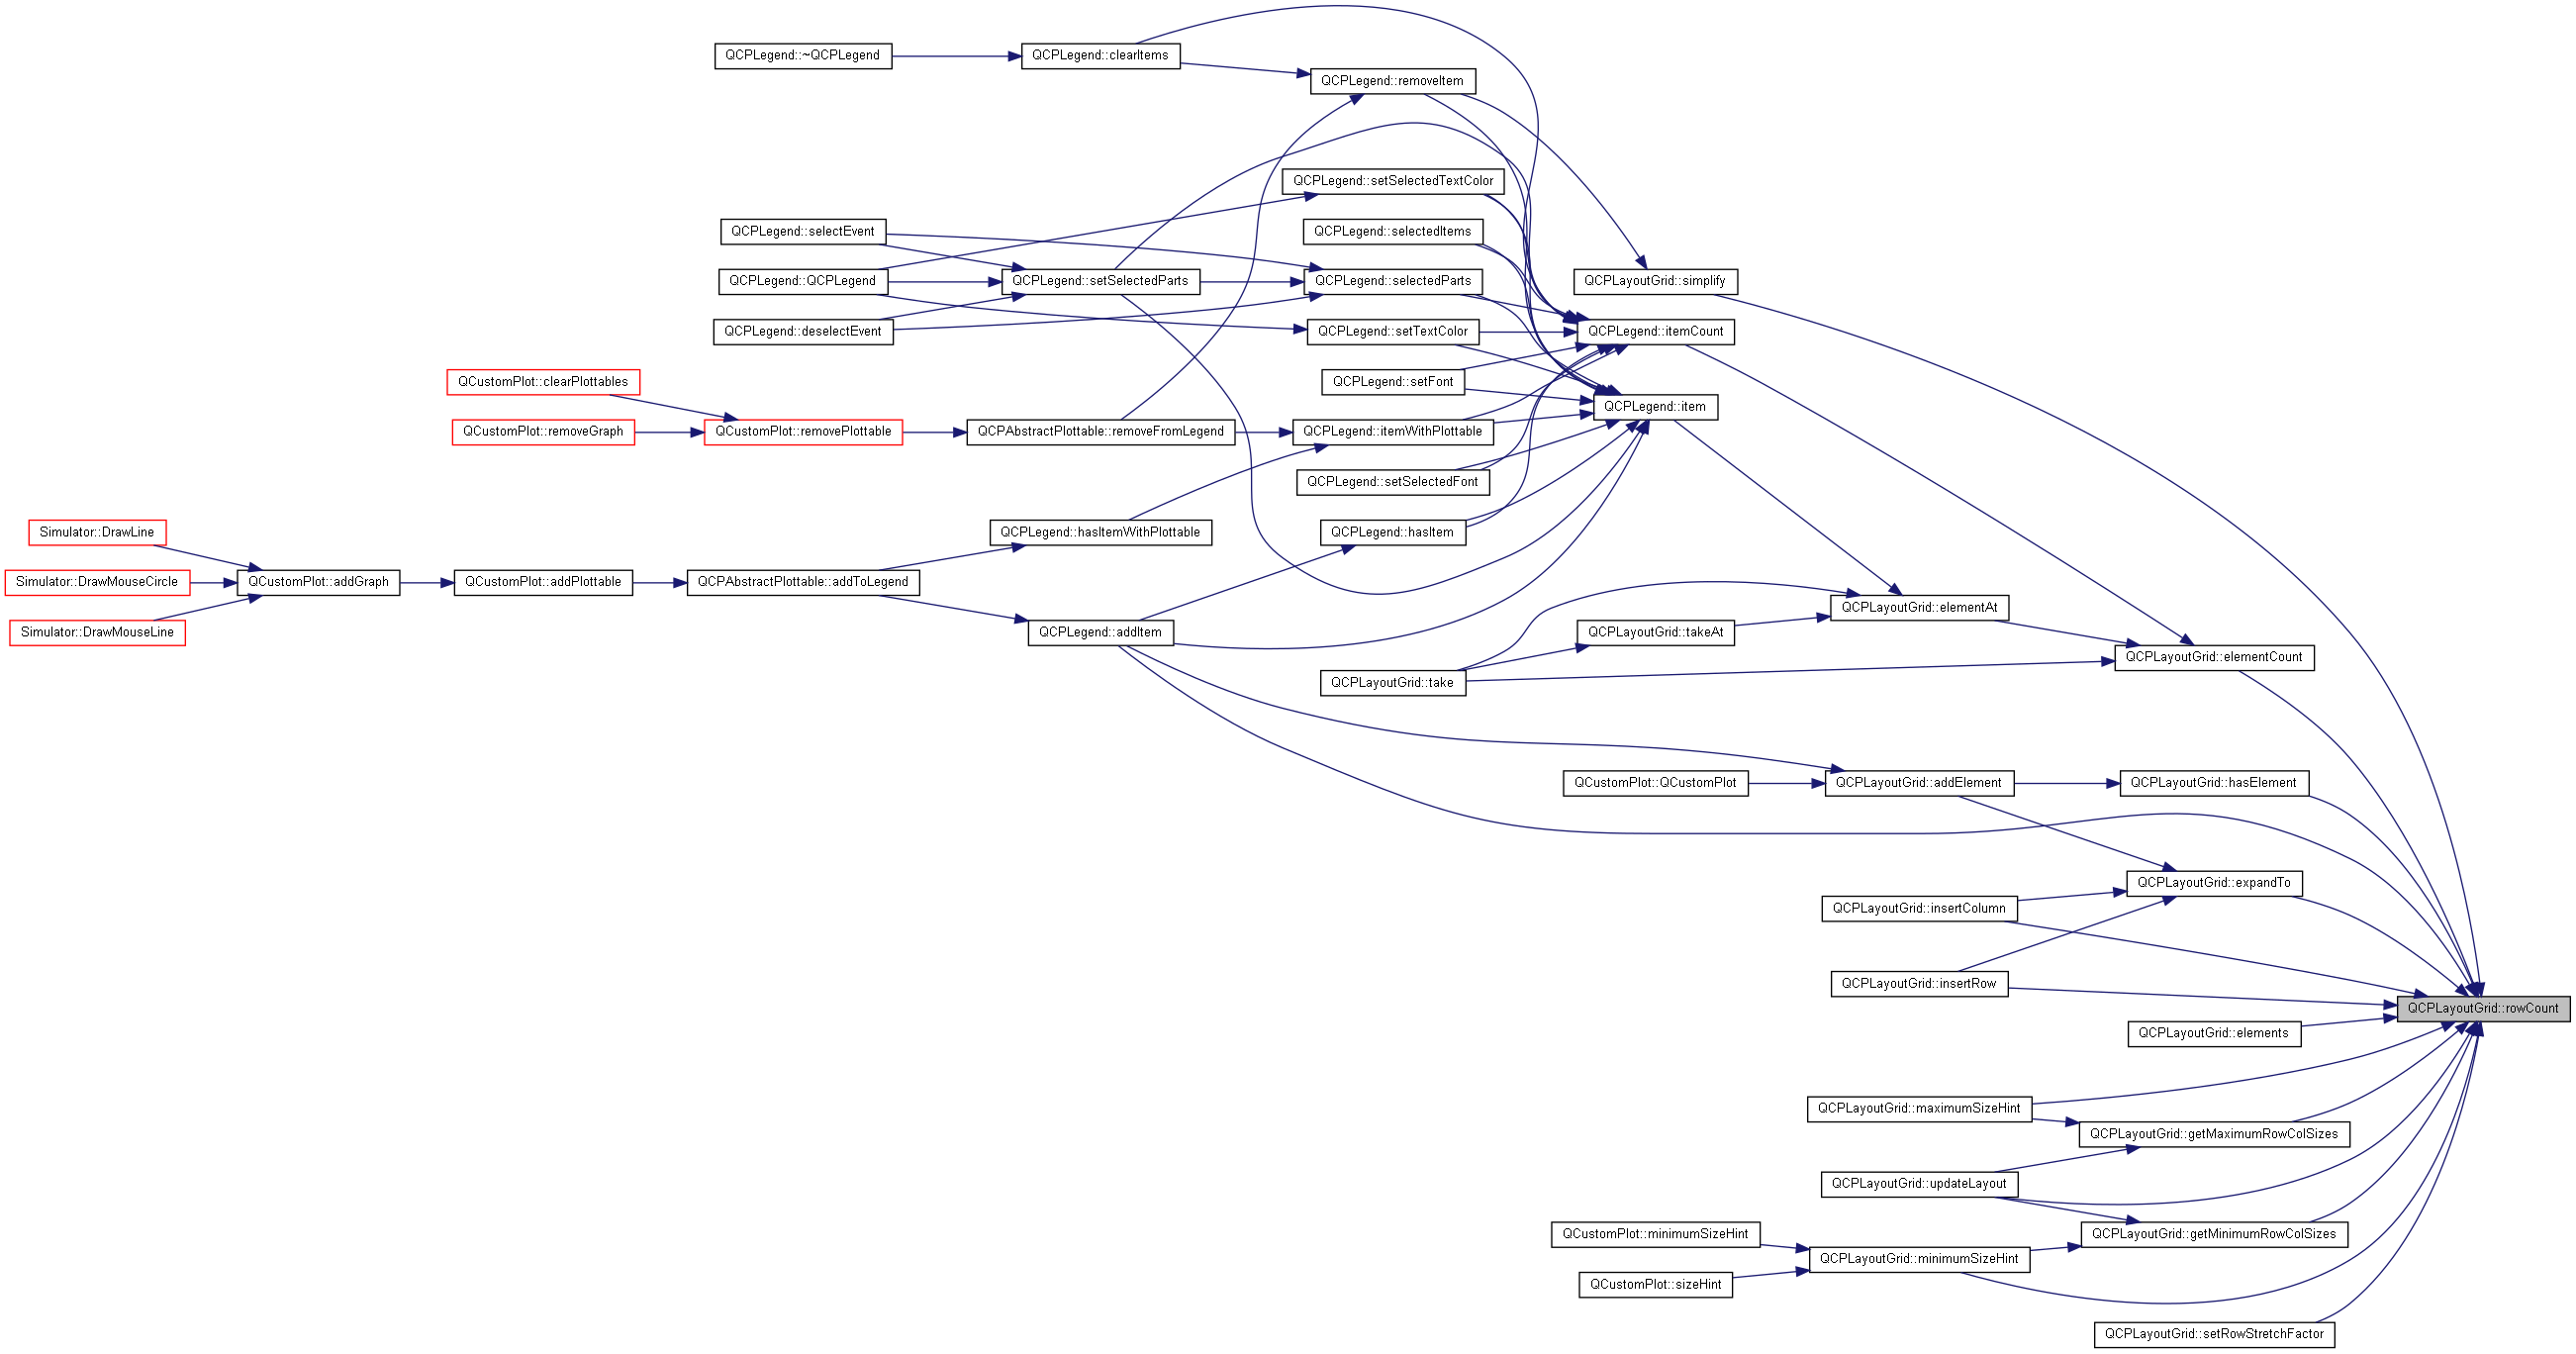 QCPLegend::~QCPLegend
QCPLegend::clearItems
QCPLegend::removeItem
QCPLegend::setSelectedTextColor
QCPLegend::selectEvent
QCPLegend::selectedItems
QCPLegend::QCPLegend
QCPLegend::setSelectedParts
QCPLegend::selectedParts
QCPLayoutGrid::simplify
QCPLegend::deselectEvent
QCPLegend::setTextColor
QCPLegend::itemCount
QCustomPlot::clearPlottables
QCPLegend::setFont
QCPLegend::item
QCustomPlot::removeGraph
QCustomPlot::removePlottable
QCPAbstractPlottable::removeFromLegend
QCPLegend::itemWithPlottable
QCPLegend::setSelectedFont
Simulator::DrawLine
QCPLegend::hasItemWithPlottable
QCPLegend::hasItem
Simulator::DrawMouseCircle
QCustomPlot::addGraph
QCustomPlot::addPlottable
QCPAbstractPlottable::addToLegend
QCPLayoutGrid::elementAt
Simulator::DrawMouseLine
QCPLegend::addItem
QCPLayoutGrid::takeAt
QCPLayoutGrid::elementCount
QCPLayoutGrid::take
QCustomPlot::QCustomPlot
QCPLayoutGrid::addElement
QCPLayoutGrid::hasElement
QCPLayoutGrid::expandTo
QCPLayoutGrid::insertColumn
QCPLayoutGrid::insertRow
QCPLayoutGrid::rowCount
QCPLayoutGrid::elements
QCPLayoutGrid::maximumSizeHint
QCPLayoutGrid::getMaximumRowColSizes
QCPLayoutGrid::updateLayout
QCustomPlot::minimumSizeHint
QCPLayoutGrid::getMinimumRowColSizes
QCPLayoutGrid::minimumSizeHint
QCustomPlot::sizeHint
QCPLayoutGrid::setRowStretchFactor